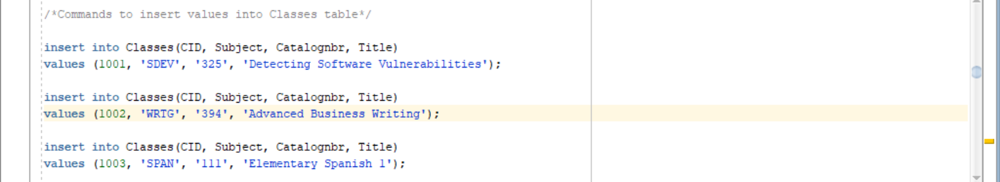 /*Commands to insert values into Classes table*/
insert into Classes(CID, Subject, Catalognbr, Title)
values (1001, 'SDEV', '325', 'Detecting Software Vulnerabilities');
insert into Classes(CID, Subject, Catalognbr, Title)
values (1002, 'WRTG', '394', 'Advanced Business Writing');
insert into Classes(CID, Subject, Catalognbr, Title)
values (1003, 'SPAN', '111', 'Elementary Spanish 1');